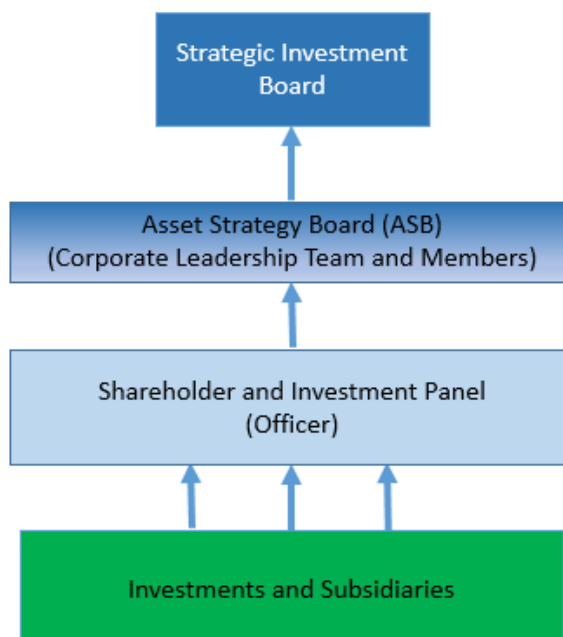 Strategic Investment
Board
Asset Strategy Board (ASB)
(Corporate Leadership Team and Members)
Shareholder and Investment Panel
(Officer)
Investments and Subsidiaries